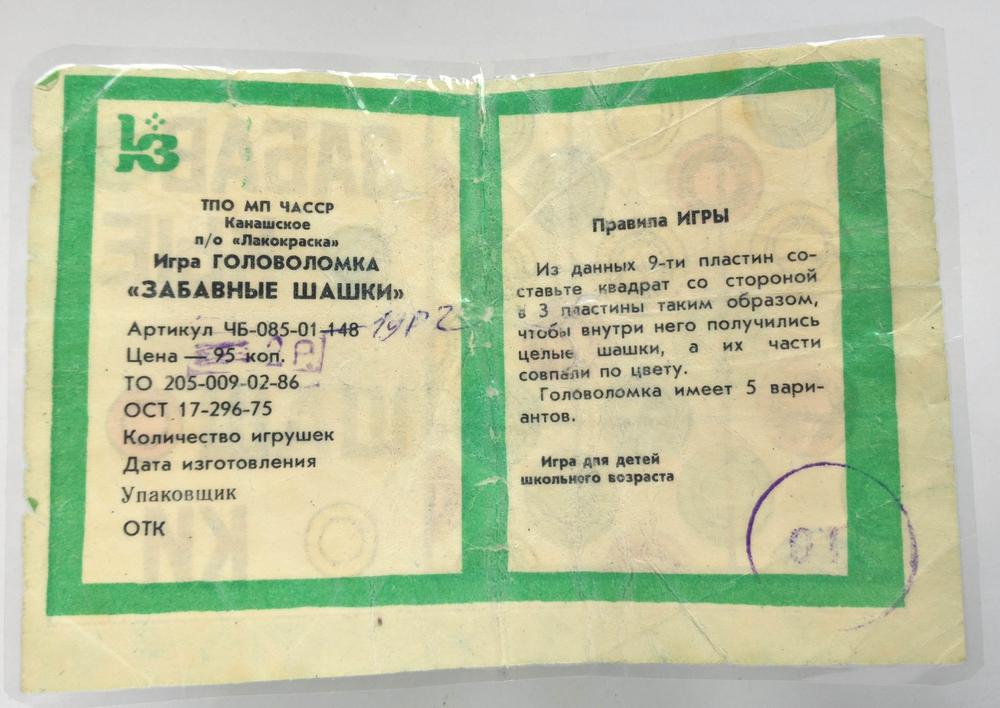 ТПО МП ЧАССР
Канашское
п/о «Лакокраска»
Игра ГОЛОВОЛОМКА
«ЗАБАВНЫЕ ШАШКИ»
Артикул ЧБ-085-01-148
Цена — 95 коп. 2 р.
ТО 205-009-02-86
ОСТ 17-296-75
Количество игрушек
Дата изготовления
Упаковщик
ОТК
Правила ИГРЫ
Из данных 9-ти пластин со-
ставьте квадрат со стороной
в 3 пластины таким образом,
чтобы внутри него получились
целые шашки, а их части
совпали по цвету.
Головоломка имеет 5 вари-
антов.
Игра для детей
школьного возраста